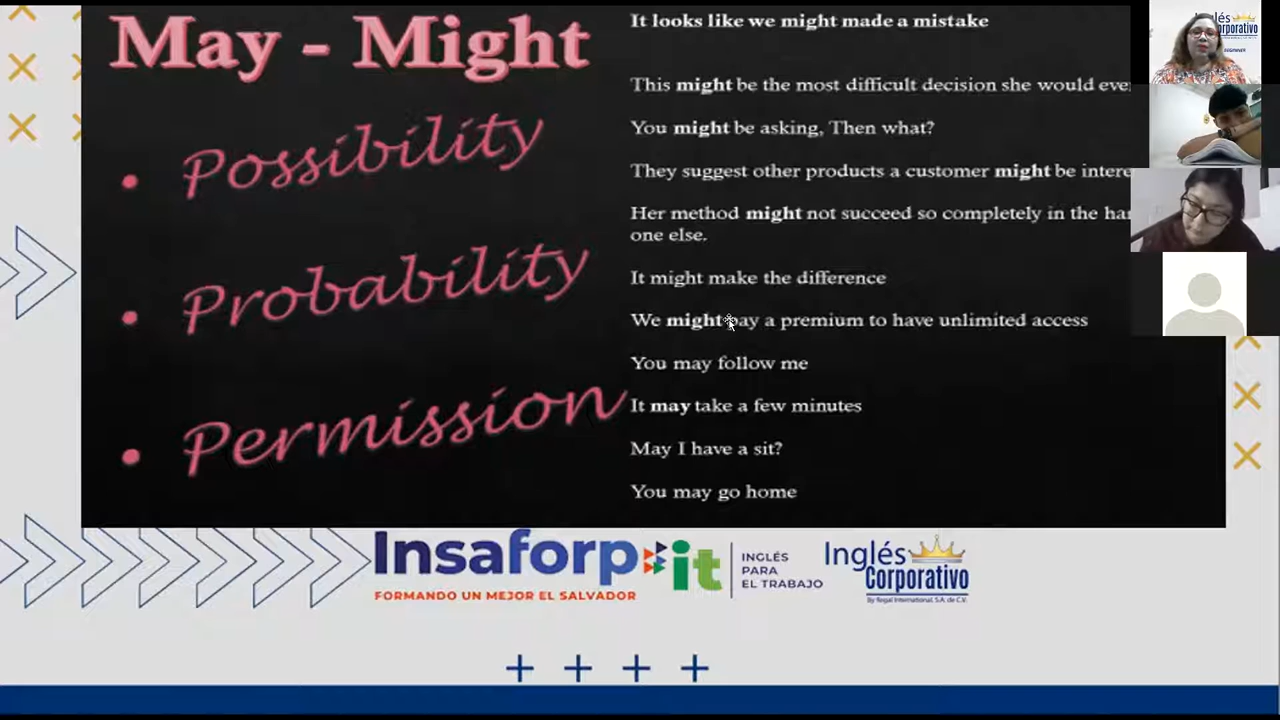 May - Might
• Possibility
• Probability
• Permission
It looks like we might made a mistake
This might be the most difficult decision she would
You might be asking, Then what?
They suggest other products a customer might be
Her method might not succeed so completely in the
one else.
It might make the difference
We might pay a premium to have unlimited access
You may follow me
It may take a few minutes
May I have a sit?
You may go home
Insaforp
FORMANDO UN MEJOR EL SALVADOR
it
INGLÉS
PARA
EL TRABAJO
Inglés
Corporativo
by Regal International, S.A. de C.V.